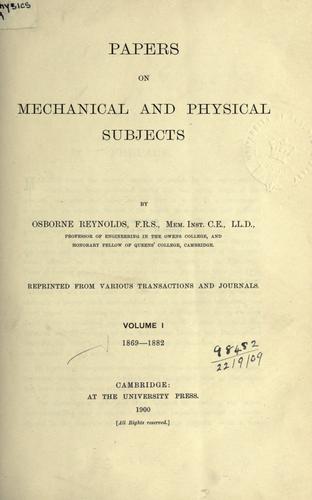 Physics
PAPERS
ON
MECHANICAL AND PHYSICAL
SUBJECTS
BY
OSBORNE REYNOLDS, F.R.S., MEM. INST. C.E., LL.D.,
PROFESSOR OF ENGINEERING IN THE OWENS COLLEGE, AND
HONORARY FELLOW OF QUEENS' COLLEGE, CAMBRIDGE.
REPRINTED FROM VARIOUS TRANSACTIONS AND JOURNALS.
VOLUME I
1869—1882
98482
22/9/09
CAMBRIDGE:
AT THE UNIVERSITY PRESS.
1900
[All Rights reserved.]